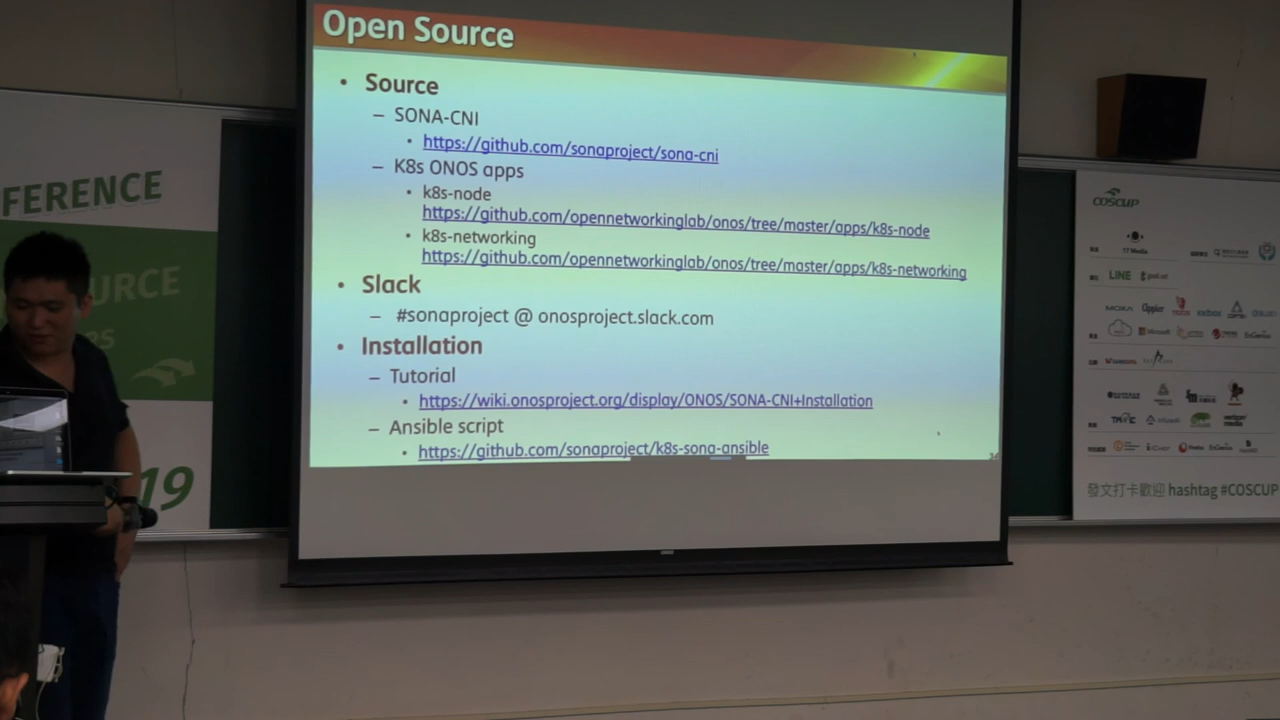 Open Source
• Source
– SONA-CNI
• https://github.com/sonaproject/sona-cni
– K8s ONOS apps
• k8s-node
https://github.com/opennetworkinglab/onos/tree/master/apps/k8s-node
• k8s-networking
https://github.com/opennetworkinglab/onos/tree/master/apps/k8s-networking
• Slack
– #sonaproject @ onosproject.slack.com
• Installation
– Tutorial
• https://wiki.onosproject.org/display/ONOS/SONA-CNI+Installation
– Ansible script
• https://github.com/sonaproject/k8s-sona-ansible
FERENCE
URCE
19
COSCUP
LINE
Microsoft
verizon media
發文打卡歡迎 hashtag #COSCUP